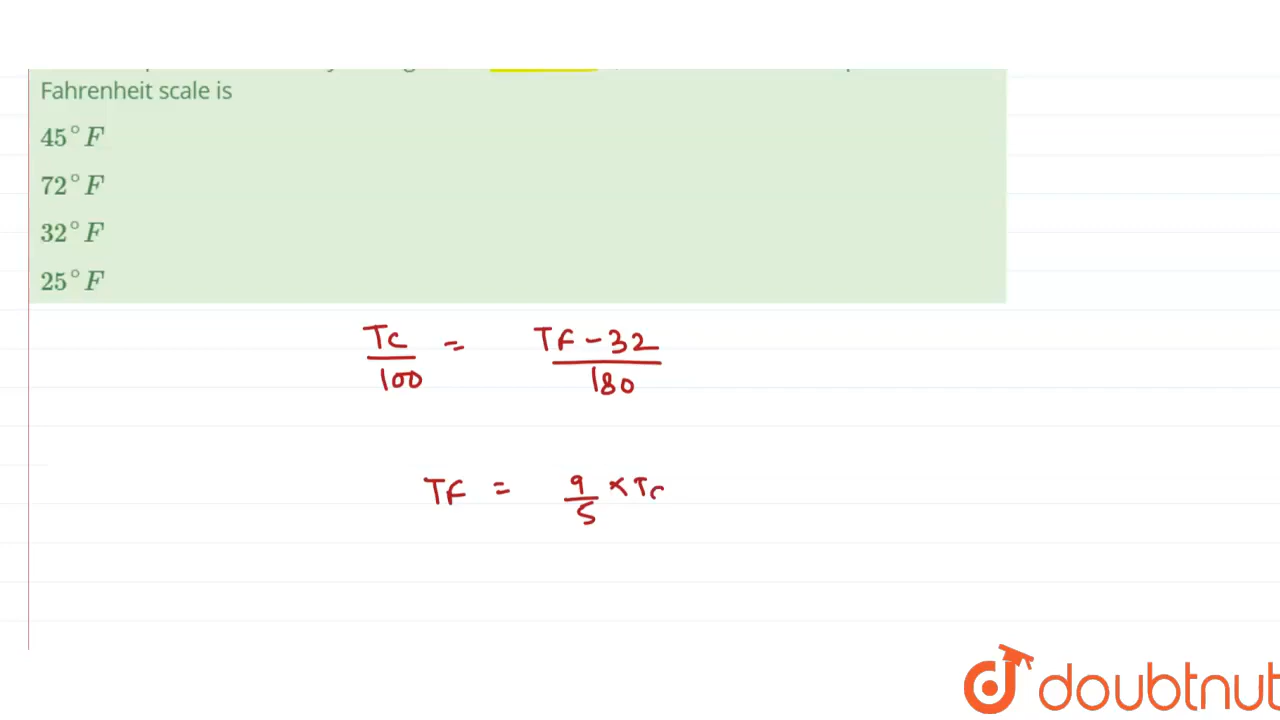 Fahrenheit scale is
45° F
72° F
32° F
25° F
Tc/100 = TF - 32/180
TF = 9/5 × Tc
doubtnut